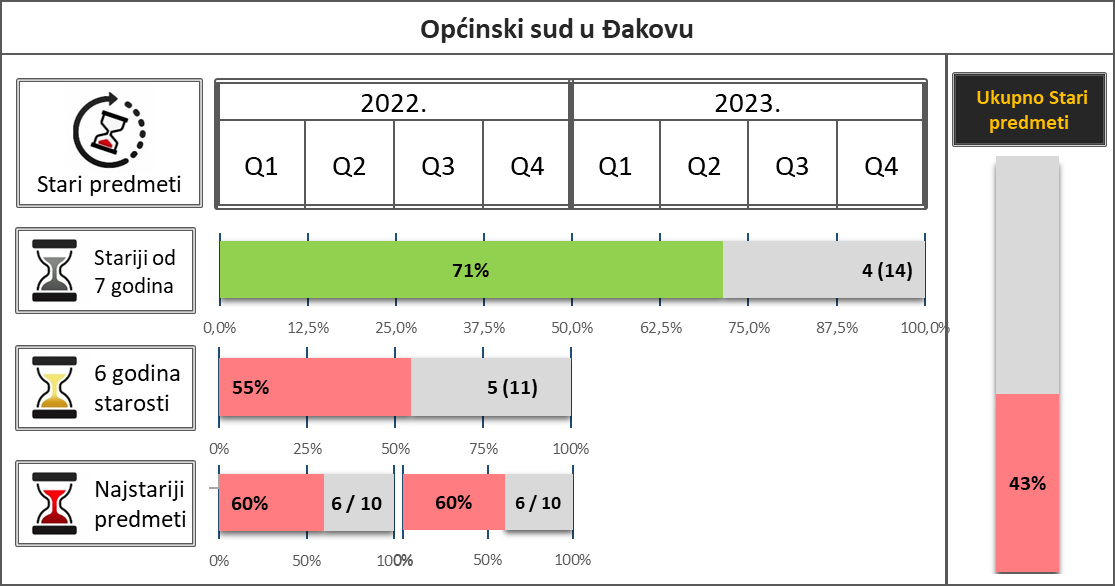 Općinski sud u Đakovu
Stari predmeti
2022. 2023.
Q1 Q2 Q3 Q4 Q1 Q2 Q3 Q4
Ukupno Stari
predmeti
Stariji od
7 godina
71% 4 (14)
0,0% 12,5% 25,0% 37,5% 50,0% 62,5% 75,0% 87,5% 100,0%
6 godina
starosti
55% 5 (11)
0% 25% 50% 75% 100%
Najstariji
predmeti
60% 6 / 10 60% 6 / 10
0% 50% 100% 0% 50% 100%
43%